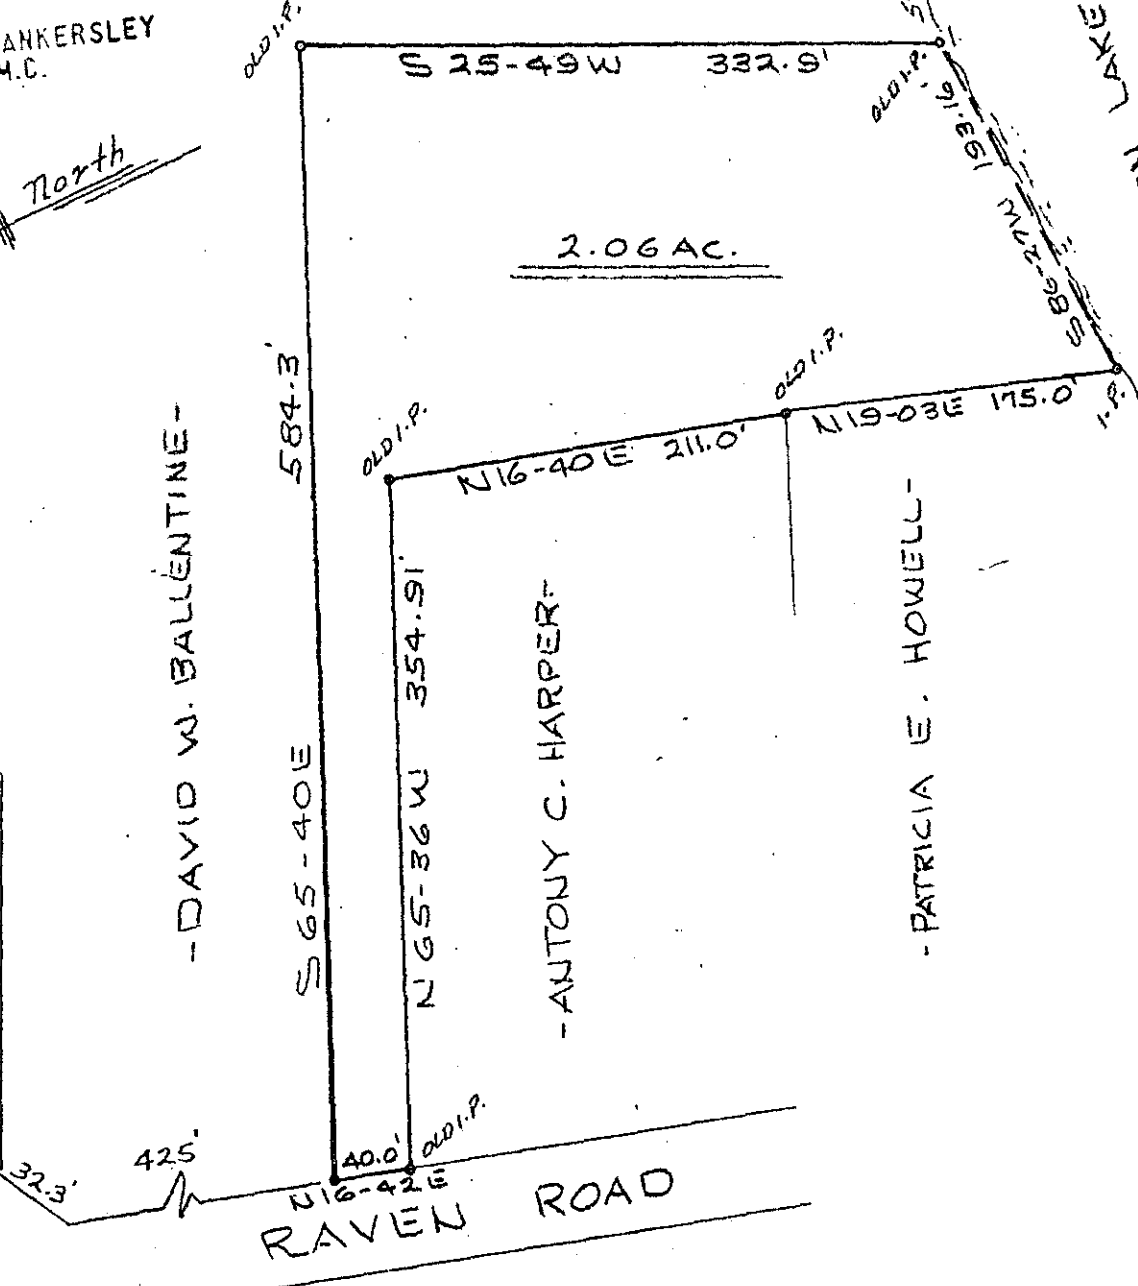 ANKERSLEY
M.C.
North
OLD I.P.
S 25-49 W 332.9'
OLD I.P.
LAKE
193.16'
S 86-27 W
2.06 AC.
584.3'
S 65-40 E
OLD I.P.
N 16-40 E 211.0'
OLD I.P.
N 19-03 E 175.0'
I.P.
-DAVID W. BALLENTINE-
N 65-36 W 354.91'
-ANTONY C. HARPER-
-PATRICIA E. HOWELL-
32.3'
425'
40.0'
OLD I.P.
N 16-42 E
RAVEN ROAD